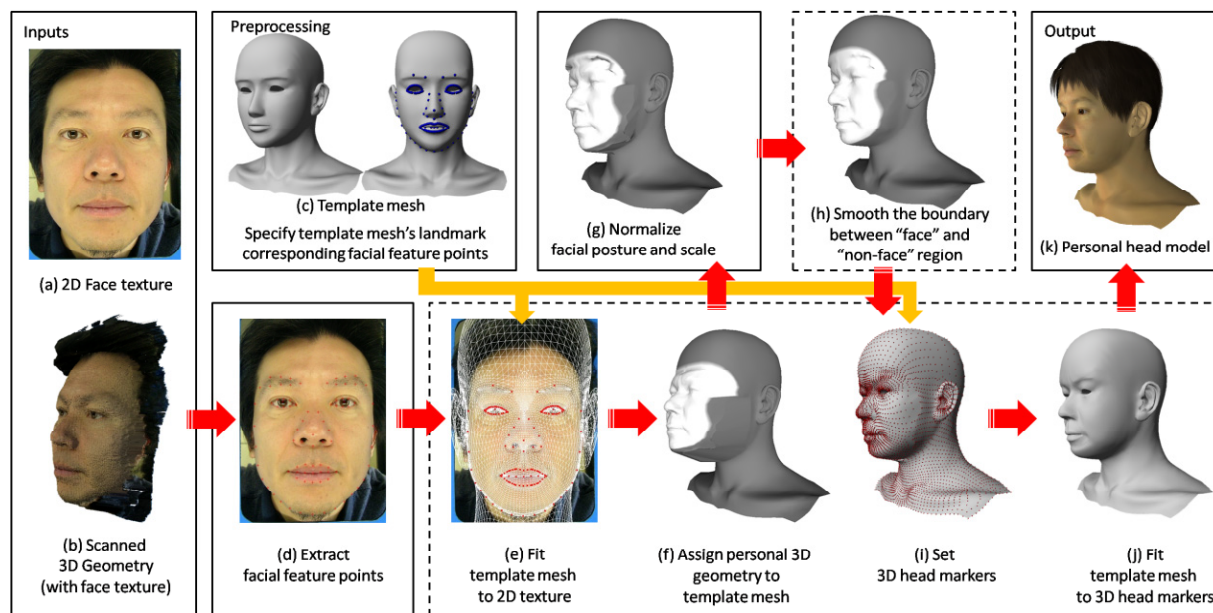 Inputs
(a) 2D Face texture
(b) Scanned
3D Geometry
(with face texture)
Preprocessing
(c) Template mesh
Specify template mesh's landmark
corresponding facial feature points
(d) Extract
facial feature points
(e) Fit
template mesh
to 2D texture
(f) Assign personal 3D
geometry to
template mesh
(g) Normalize
facial posture and scale
(h) Smooth the boundary
between "face" and
"non-face" region
(i) Set
3D head markers
(j) Fit
template mesh
to 3D head markers
Output
(k) Personal head model